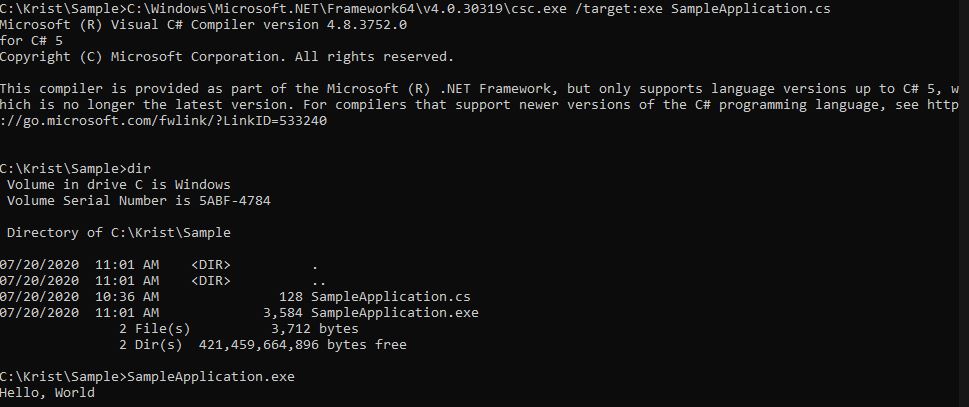 C:\Krist\Sample>C:\Windows\Microsoft.NET\Framework64\v4.0.30319\csc.exe /target:exe SampleApplication.cs
Microsoft (R) Visual C# Compiler version 4.8.3752.0
for C# 5
Copyright (C) Microsoft Corporation. All rights reserved.
This compiler is provided as part of the Microsoft (R) .NET Framework, but only supports language versions up to C# 5, w
hich is no longer the latest version. For compilers that support newer versions of the C# programming language, see http
://go.microsoft.com/fwlink/?LinkID=533240
C:\Krist\Sample>dir
 Volume in drive C is Windows
 Volume Serial Number is 5ABF-4784
 Directory of C:\Krist\Sample
07/20/2020  11:01 AM    <DIR>          .
07/20/2020  11:01 AM    <DIR>          ..
07/20/2020  10:36 AM               128 SampleApplication.cs
07/20/2020  11:01 AM             3,584 SampleApplication.exe
               2 File(s)          3,712 bytes
               2 Dir(s)  421,459,664,896 bytes free
C:\Krist\Sample>SampleApplication.exe
Hello, World